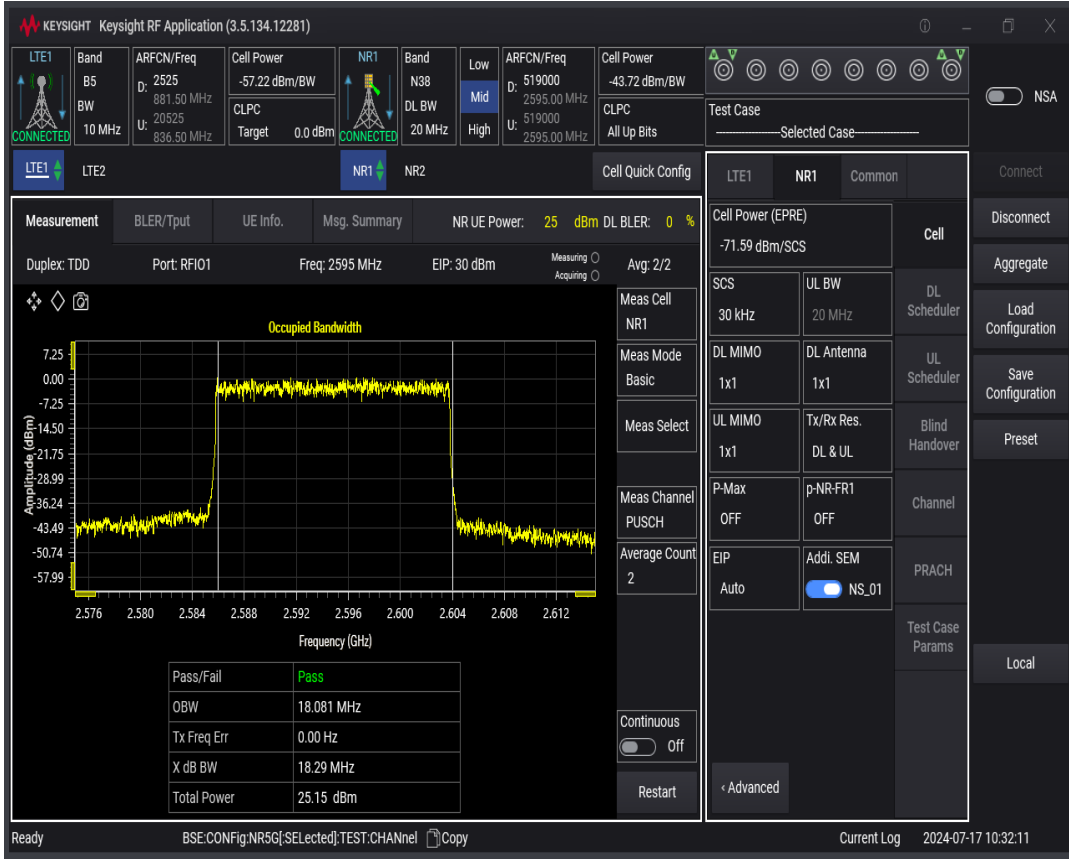 KEYSIGHT Keysight RF Application (3.5.134.12281)
LTE1
CONNECTED
Band
B5
BW
10 MHz
ARFCN/Freq
D: 2525
881.50 MHz
U: 20525
836.50 MHz
Cell Power
-57.22 dBm/BW
CLPC
Target 0.0 dBm
NR1
CONNECTED
Band
N38
DL BW
20 MHz
Low
Mid
High
ARFCN/Freq
D: 519000
2595.00 MHz
U: 519000
2595.00 MHz
Cell Power
-43.72 dBm/BW
CLPC
All Up Bits
Test Case
---------------Selected Case---------------
NSA
LTE1 LTE2 NR1 NR2 Cell Quick Config
Measurement BLER/Tput UE Info. Msg. Summary NR UE Power: 25 dBm DL BLER: 0 %
Duplex: TDD Port: RFIO1 Freq: 2595 MHz EIP: 30 dBm Measuring Acquiring Avg: 2/2
Occupied Bandwidth
Amplitude (dBm)
7.25
0.00
-7.25
-14.50
-21.75
-28.99
-36.24
-43.49
-50.74
-57.99
2.576 2.580 2.584 2.588 2.592 2.596 2.600 2.604 2.608 2.612
Frequency (GHz)
Pass/Fail Pass
OBW 18.081 MHz
Tx Freq Err 0.00 Hz
X dB BW 18.29 MHz
Total Power 25.15 dBm
Meas Cell
NR1
Meas Mode
Basic
Meas Select
Meas Channel
PUSCH
Average Count
2
Continuous
Off
Restart
LTE1 NR1 Common
Cell Power (EPRE)
-71.59 dBm/SCS
SCS
30 kHz
UL BW
20 MHz
DL MIMO
1x1
DL Antenna
1x1
UL MIMO
1x1
Tx/Rx Res.
DL & UL
P-Max
OFF
p-NR-FR1
OFF
EIP
Auto
Addi. SEM
NS_01
‹ Advanced
Cell
DL
Scheduler
UL
Scheduler
Blind
Handover
Channel
PRACH
Test Case
Params
Connect
Disconnect
Aggregate
Load
Configuration
Save
Configuration
Preset
Local
Ready BSE:CONFig:NR5G[:SELected]:TEST:CHANnel Copy Current Log 2024-07-17 10:32:11